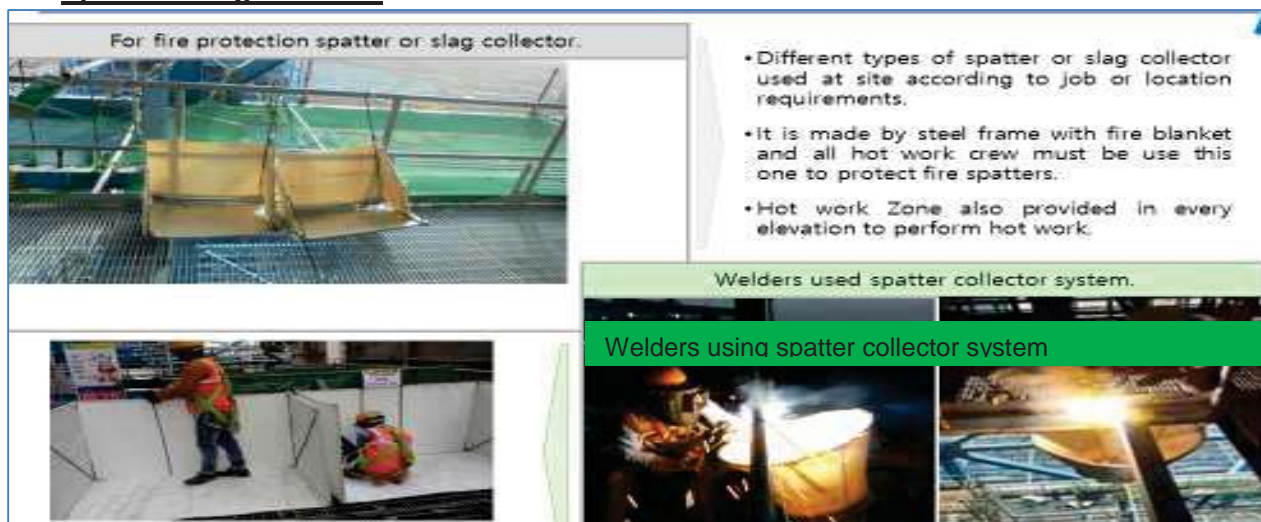 For fire protection spatter or slag collector.
•Different types of spatter or slag collector
used at site according to job or location
requirements.
•It is made by steel frame with fire blanket
and all hot work crew must be use this
one to protect fire spatters.
•Hot work Zone also provided in every
elevation to perform hot work.
Welders used spatter collector system.
Welders using spatter collector system